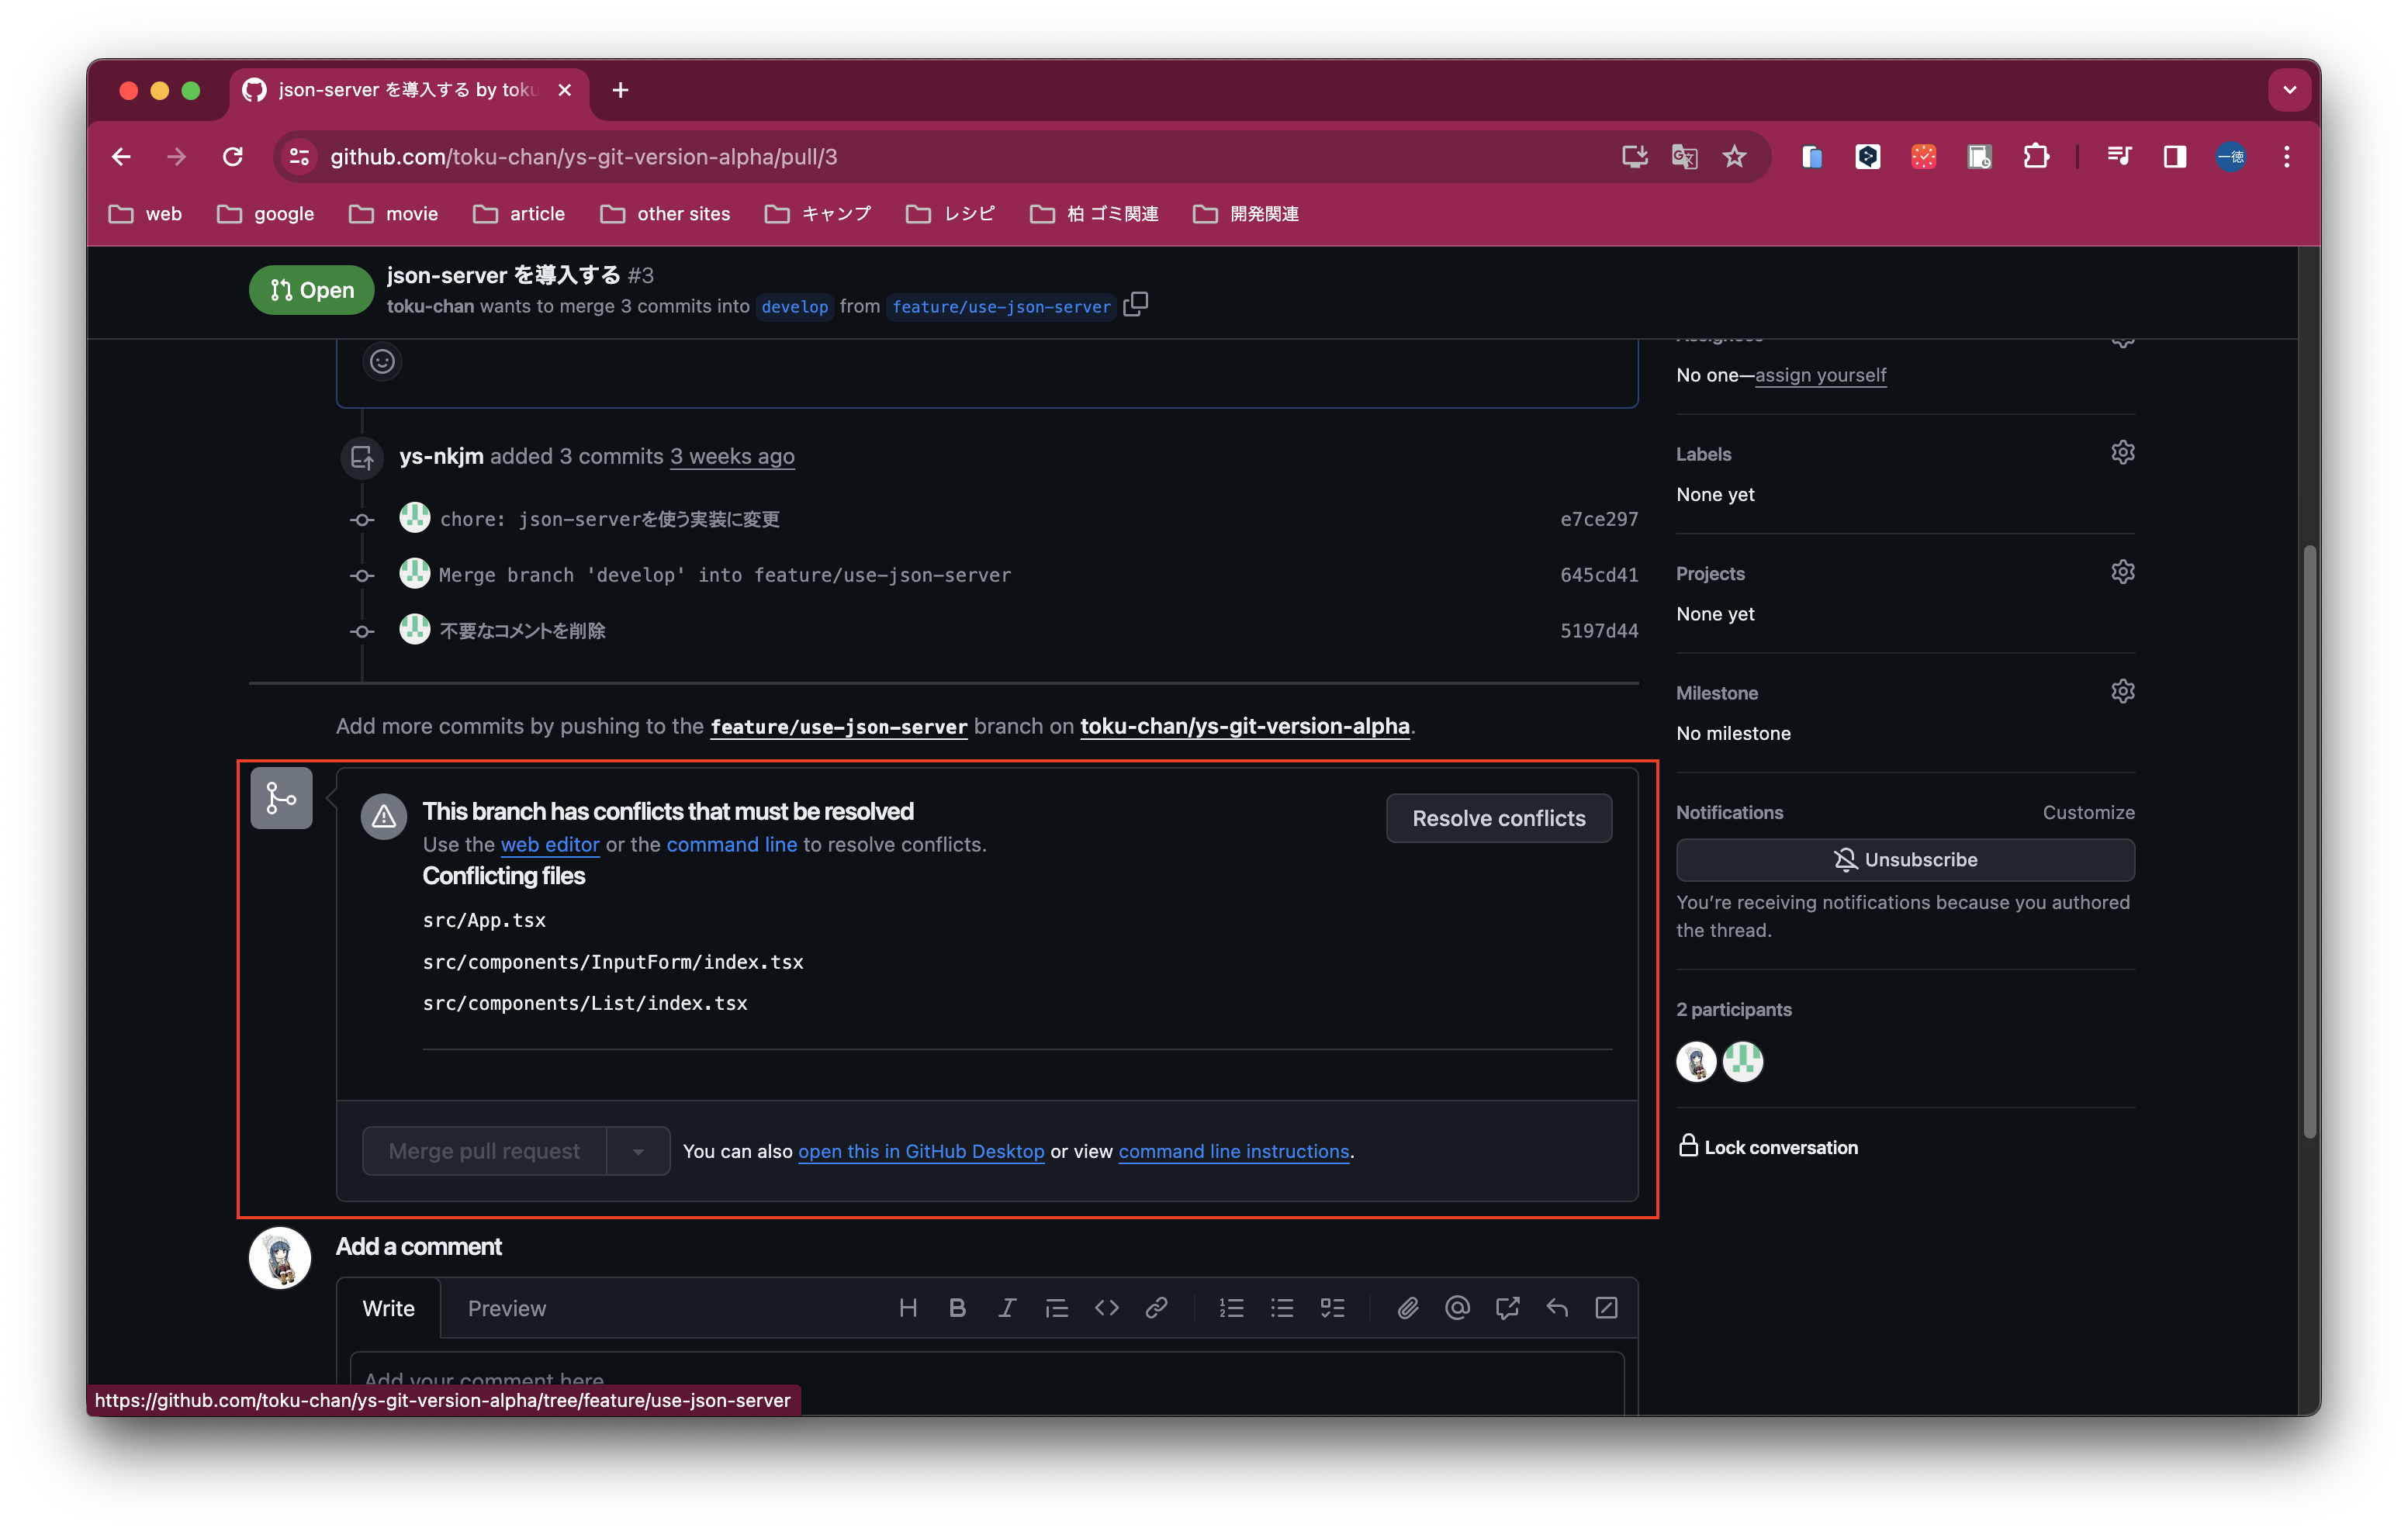 json-server を導入する by toku
github.com/toku-chan/ys-git-version-alpha/pull/3
一徳
web google movie article other sites キャンプ レシピ 柏 ゴミ関連 開発関連
Open
json-server を導入する #3
toku-chan wants to merge 3 commits into develop from feature/use-json-server
Assignees
No one—assign yourself
ys-nkjm added 3 commits 3 weeks ago
Labels
None yet
chore: json-serverを使う実装に変更 e7ce297
Merge branch 'develop' into feature/use-json-server 645cd41
Projects
None yet
不要なコメントを削除 5197d44
Milestone
No milestone
Add more commits by pushing to the feature/use-json-server branch on toku-chan/ys-git-version-alpha.
This branch has conflicts that must be resolved
Use the web editor or the command line to resolve conflicts.
Resolve conflicts
Conflicting files
src/App.tsx
src/components/InputForm/index.tsx
src/components/List/index.tsx
Merge pull request
You can also open this in GitHub Desktop or view command line instructions.
Notifications Customize
Unsubscribe
You're receiving notifications because you authored
the thread.
2 participants
Lock conversation
Add a comment
Write Preview
Add your comment here
https://github.com/toku-chan/ys-git-version-alpha/tree/feature/use-json-server